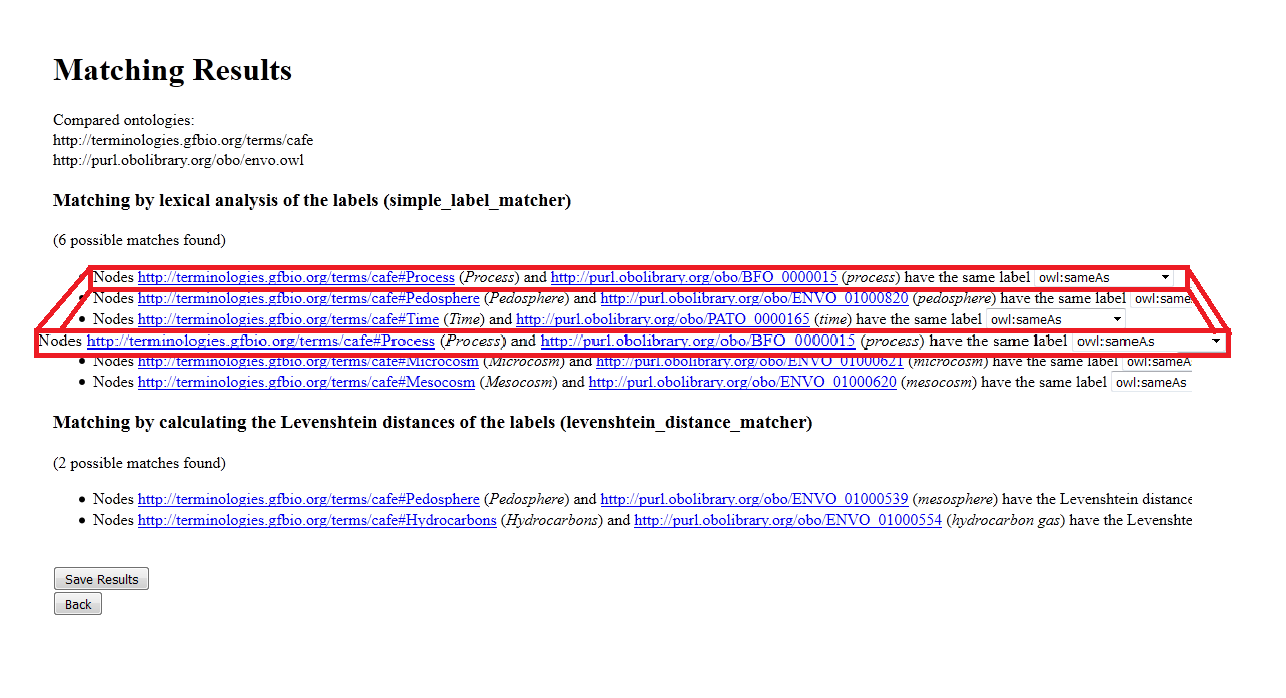 Matching Results
Compared ontologies:
http://terminologies.gfbio.org/terms/cafe
http://purl.obolibrary.org/obo/envo.owl
Matching by lexical analysis of the labels (simple_label_matcher)
(6 possible matches found)
Nodes http://terminologies.gfbio.org/terms/cafe#Process (Process) and http://purl.obolibrary.org/obo/BFO_0000015 (process) have the same label owl:sameAs
Nodes http://terminologies.gfbio.org/terms/cafe#Pedosphere (Pedosphere) and http://purl.obolibrary.org/obo/ENVO_01000820 (pedosphere) have the same label owl:same
Nodes http://terminologies.gfbio.org/terms/cafe#Time (Time) and http://purl.obolibrary.org/obo/PATO_0000165 (time) have the same label owl:sameAs
Nodes http://terminologies.gfbio.org/terms/cafe#Process (Process) and http://purl.obolibrary.org/obo/BFO_0000015 (process) have the same label owl:sameAs
Nodes http://terminologies.gfbio.org/terms/cafe#Microcosm (Microcosm) and http://purl.obolibrary.org/obo/ENVO_01000621 (microcosm) have the same label owl:sameA
Nodes http://terminologies.gfbio.org/terms/cafe#Mesocosm (Mesocosm) and http://purl.obolibrary.org/obo/ENVO_01000620 (mesocosm) have the same label owl:sameAs
Matching by calculating the Levenshtein distances of the labels (levenshtein_distance_matcher)
(2 possible matches found)
Nodes http://terminologies.gfbio.org/terms/cafe#Pedosphere (Pedosphere) and http://purl.obolibrary.org/obo/ENVO_01000539 (mesosphere) have the Levenshtein distance
Nodes http://terminologies.gfbio.org/terms/cafe#Hydrocarbons (Hydrocarbons) and http://purl.obolibrary.org/obo/ENVO_01000554 (hydrocarbon gas) have the Levenshte
Save Results
Back